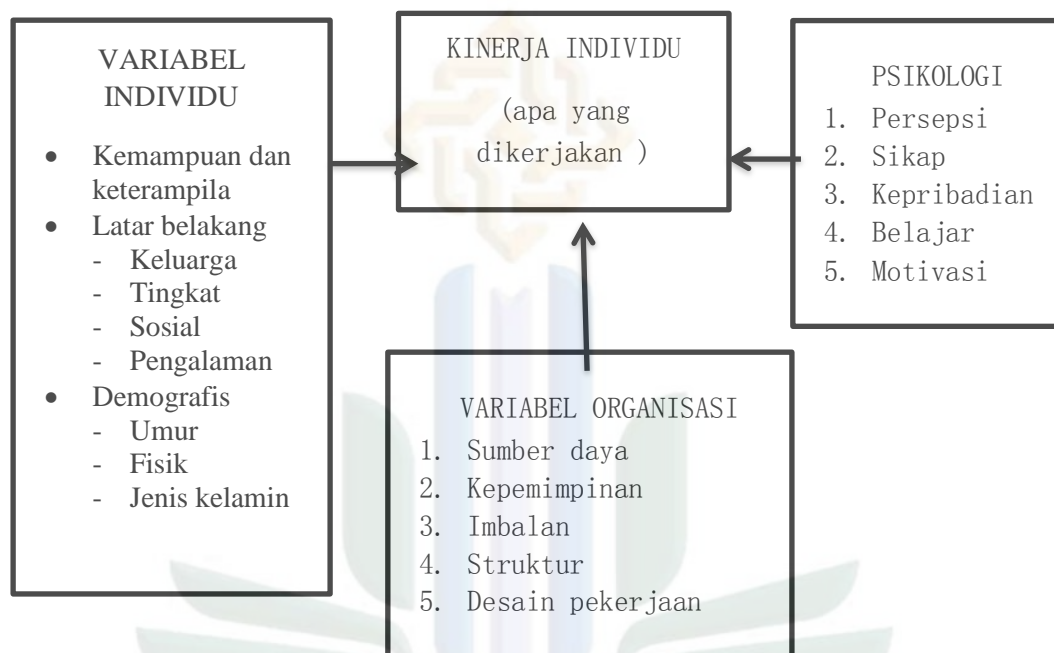 VARIABEL
INDIVIDU
• Kemampuan dan
keterampila
• Latar belakang
- Keluarga
- Tingkat
- Sosial
- Pengalaman
• Demografis
- Umur
- Fisik
- Jenis kelamin
KINERJA INDIVIDU
(apa yang
dikerjakan )
PSIKOLOGI
1. Persepsi
2. Sikap
3. Kepribadian
4. Belajar
5. Motivasi
VARIABEL ORGANISASI
1. Sumber daya
2. Kepemimpinan
3. Imbalan
4. Struktur
5. Desain pekerjaan